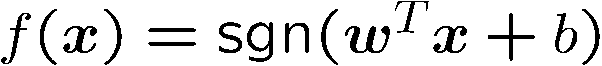 f(x) = sgn(w^T x + b)